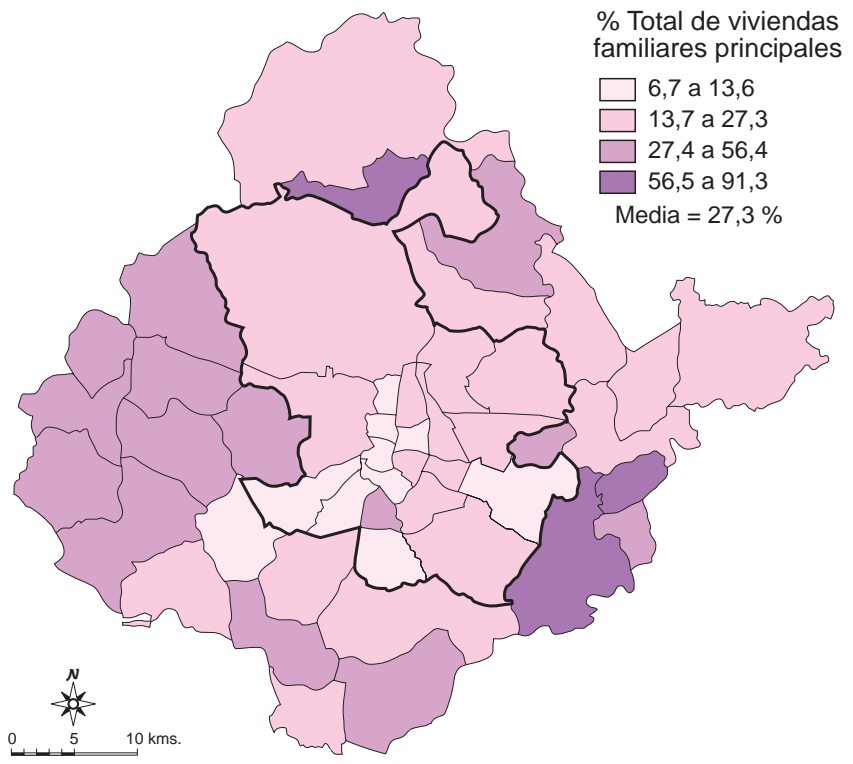 % Total de viviendas
familiares principales
6,7 a 13,6
13,7 a 27,3
27,4 a 56,4
56,5 a 91,3
Media = 27,3 %
N
0 5 10 kms.